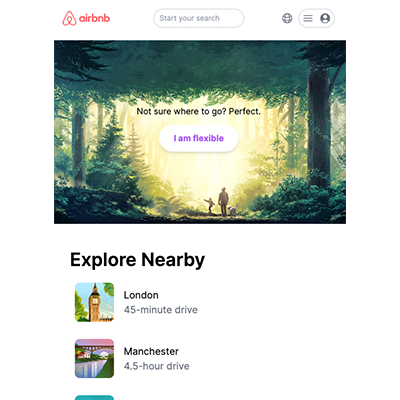 airbnb
Start your search
Not sure where to go? Perfect.
I am flexible
Explore Nearby
London
45-minute drive
Manchester
4.5-hour drive